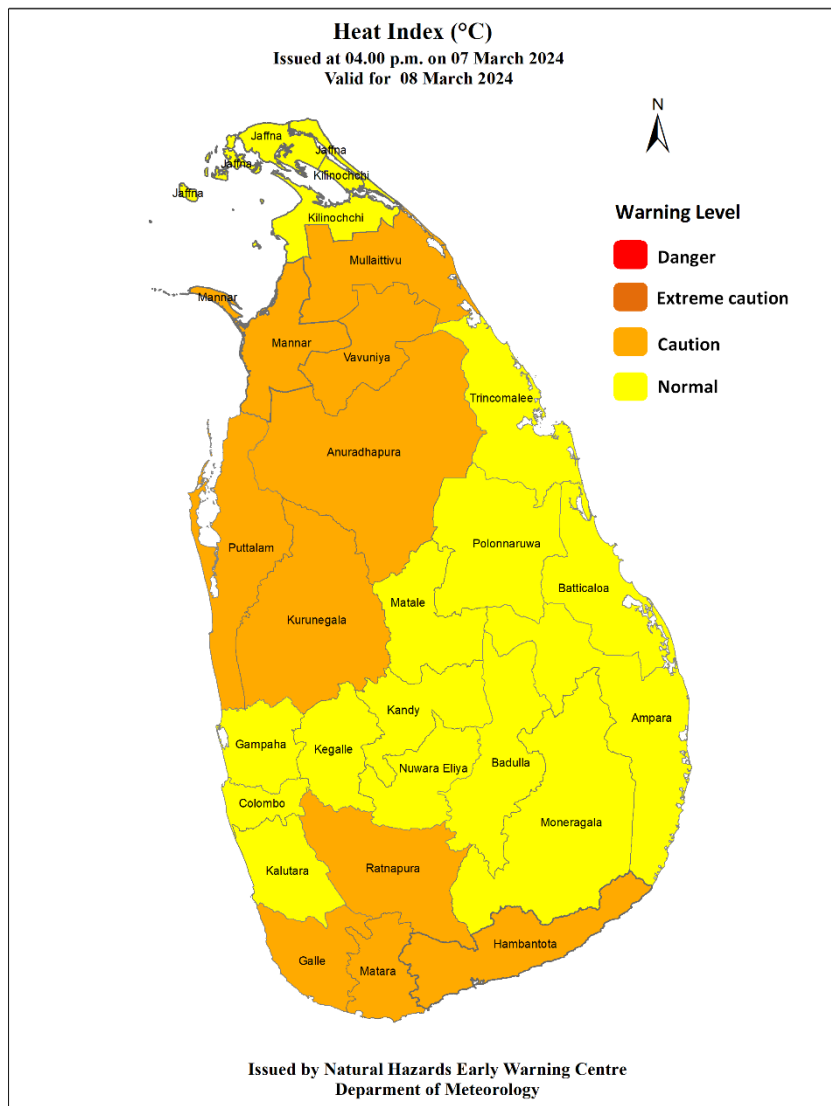 Heat Index (°C)
Issued at 04.00 p.m. on 07 March 2024
Valid for 08 March 2024
N
Warning Level
Danger
Extreme caution
Caution
Normal
Jaffna
Jaffna
Jaffna
Kilinochchi
Jaffna
Kilinochchi
Mullaittivu
Mannar
Mannar
Vavuniya
Trincomalee
Anuradhapura
Polonnaruwa
Puttalam
Batticaloa
Matale
Kurunegala
Kandy
Ampara
Gampaha
Kegalle
Nuwara Eliya
Badulla
Colombo
Moneragala
Kalutara
Ratnapura
Hambantota
Galle
Matara
Issued by Natural Hazards Early Warning Centre
Deparment of Meteorology